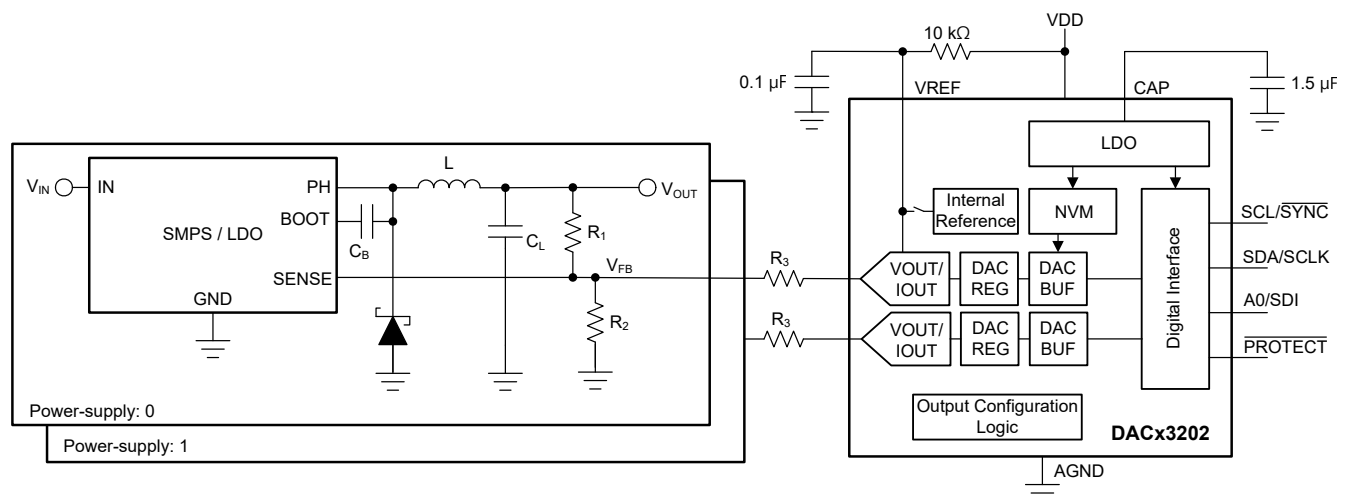 VDD
10 kΩ
0.1 µF
VREF
CAP
1.5 µF
LDO
Internal
Reference
NVM
VOUT/
IOUT
DAC
REG
DAC
BUF
VOUT/
IOUT
DAC
REG
DAC
BUF
Digital Interface
SCL/SYNC
SDA/SCLK
A0/SDI
PROTECT
Output Configuration
Logic
DACx3202
AGND
VIN
IN
PH
BOOT
SMPS / LDO
SENSE
GND
CB
L
CL
R1
VOUT
VFB
R2
R3
R3
Power-supply: 0
Power-supply: 1